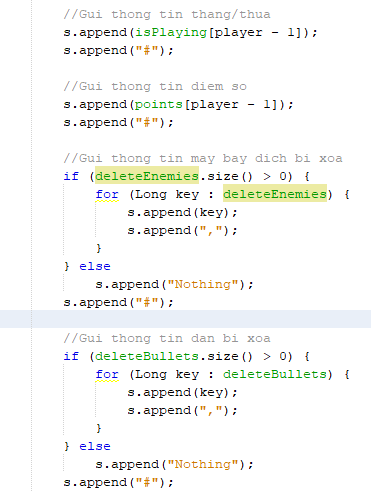 //Gui thong tin thang/thua
s.append(isPlaying[player - 1]);
s.append("#");
//Gui thong tin diem so
s.append(points[player - 1]);
s.append("#");
//Gui thong tin may bay dich bi xoa
if (deleteEnemies.size() > 0) {
for (Long key : deleteEnemies) {
s.append(key);
s.append(",");
}
} else
s.append("Nothing");
s.append("#");
//Gui thong tin dan bi xoa
if (deleteBullets.size() > 0) {
for (Long key : deleteBullets) {
s.append(key);
s.append(",");
}
} else
s.append("Nothing");
s.append("#");